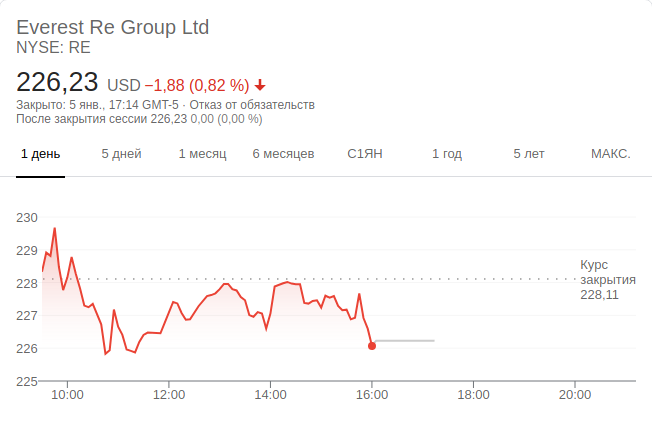 Everest Re Group Ltd
NYSE: RE
226,23 USD −1,88 (0,82 %)
Закрыто: 5 янв., 17:14 GMT-5 · Отказ от обязательств
После закрытия сессии 226,23 0,00 (0,00 %)
1 день 5 дней 1 месяц 6 месяцев С1ЯН 1 год 5 лет МАКС.
230
229
228
227
226
225
Курс
закрытия
228,11
10:00 12:00 14:00 16:00 18:00 20:00